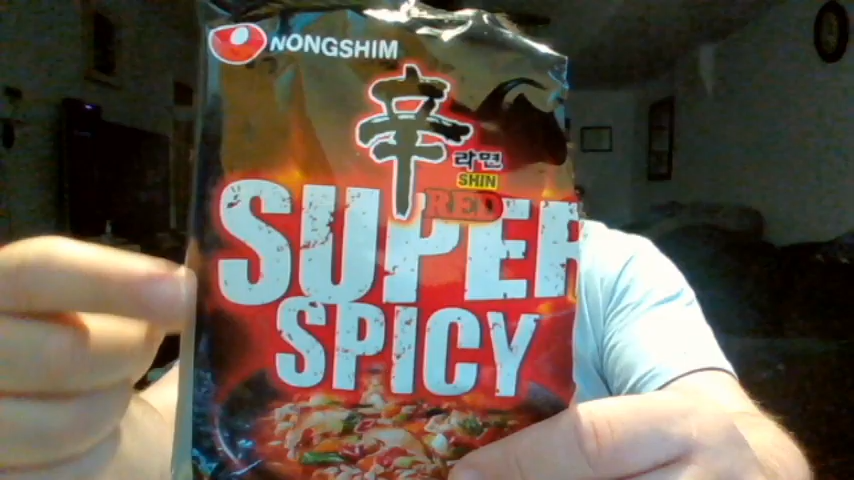 NONGSHIM
辛
라면
SHIN
RED
SUPER
SPICY